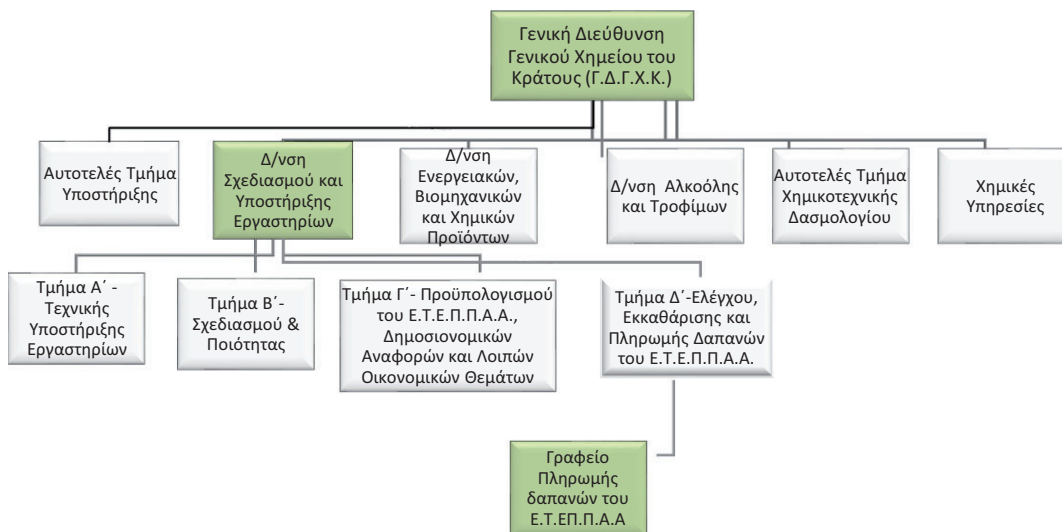 Γενική Διεύθυνση
Γενικού Χημείου του
Κράτους (Γ.Δ.Γ.Χ.Κ.)
Αυτοτελές Τμήμα
Υποστήριξης
Δ/νση
Σχεδιασμού και
Υποστήριξης
Εργαστηρίων
Δ/νση
Ενεργειακών,
Βιομηχανικών
και Χημικών
Προϊόντων
Δ/νση Αλκοόλης
και Τροφίμων
Αυτοτελές Τμήμα
Χημικοτεχνικής
Δασμολογίου
Χημικές
Υπηρεσίες
Τμήμα Α΄ -
Τεχνικής
Υποστήριξης
Εργαστηρίων
Τμήμα Β΄-
Σχεδιασμού &
Ποιότητας
Τμήμα Γ΄- Προϋπολογισμού
του Ε.Τ.Ε.Π.Π.Α.Α.,
Δημοσιονομικών
Αναφορών και Λοιπών
Οικονομικών Θεμάτων
Τμήμα Δ΄-Ελέγχου,
Εκκαθάρισης και
Πληρωμής Δαπανών
του Ε.Τ.Ε.Π.Π.Α.Α.
Γραφείο
Πληρωμής
δαπανών του
Ε.Τ.ΕΠ.Π.Α.Α